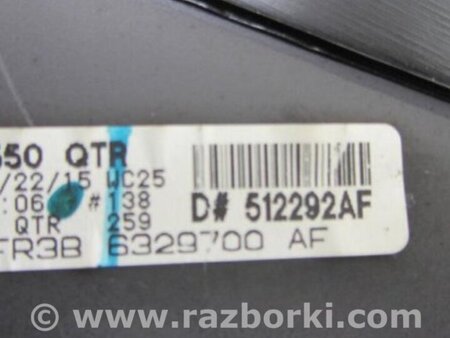 550 QTR
/22/15 WC25
:06 #138
QTR 259
D# 512292AF
FR3B 6329700 AF
www.razborki.com